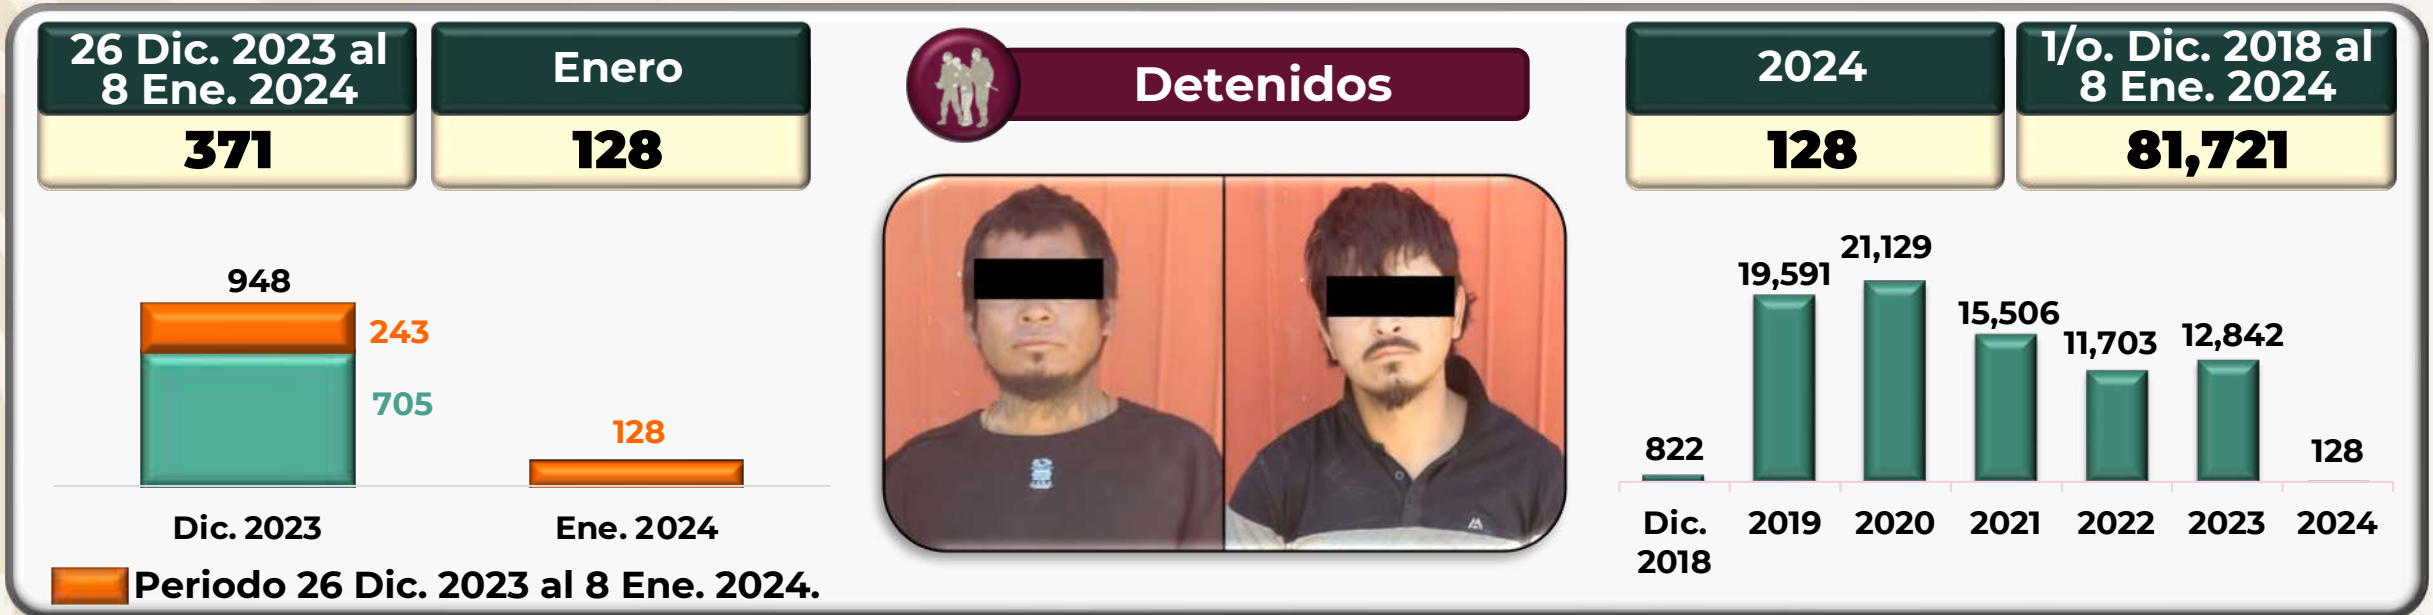 26 Dic. 2023 al
8 Ene. 2024
371
Enero
128
Detenidos
2024
128
1/o. Dic. 2018 al
8 Ene. 2024
81,721
948
243
705
128
Dic. 2023
Ene. 2024
Periodo 26 Dic. 2023 al 8 Ene. 2024.
822
19,591
21,129
15,506
11,703
12,842
128
Dic.
2018
2019
2020
2021
2022
2023
2024